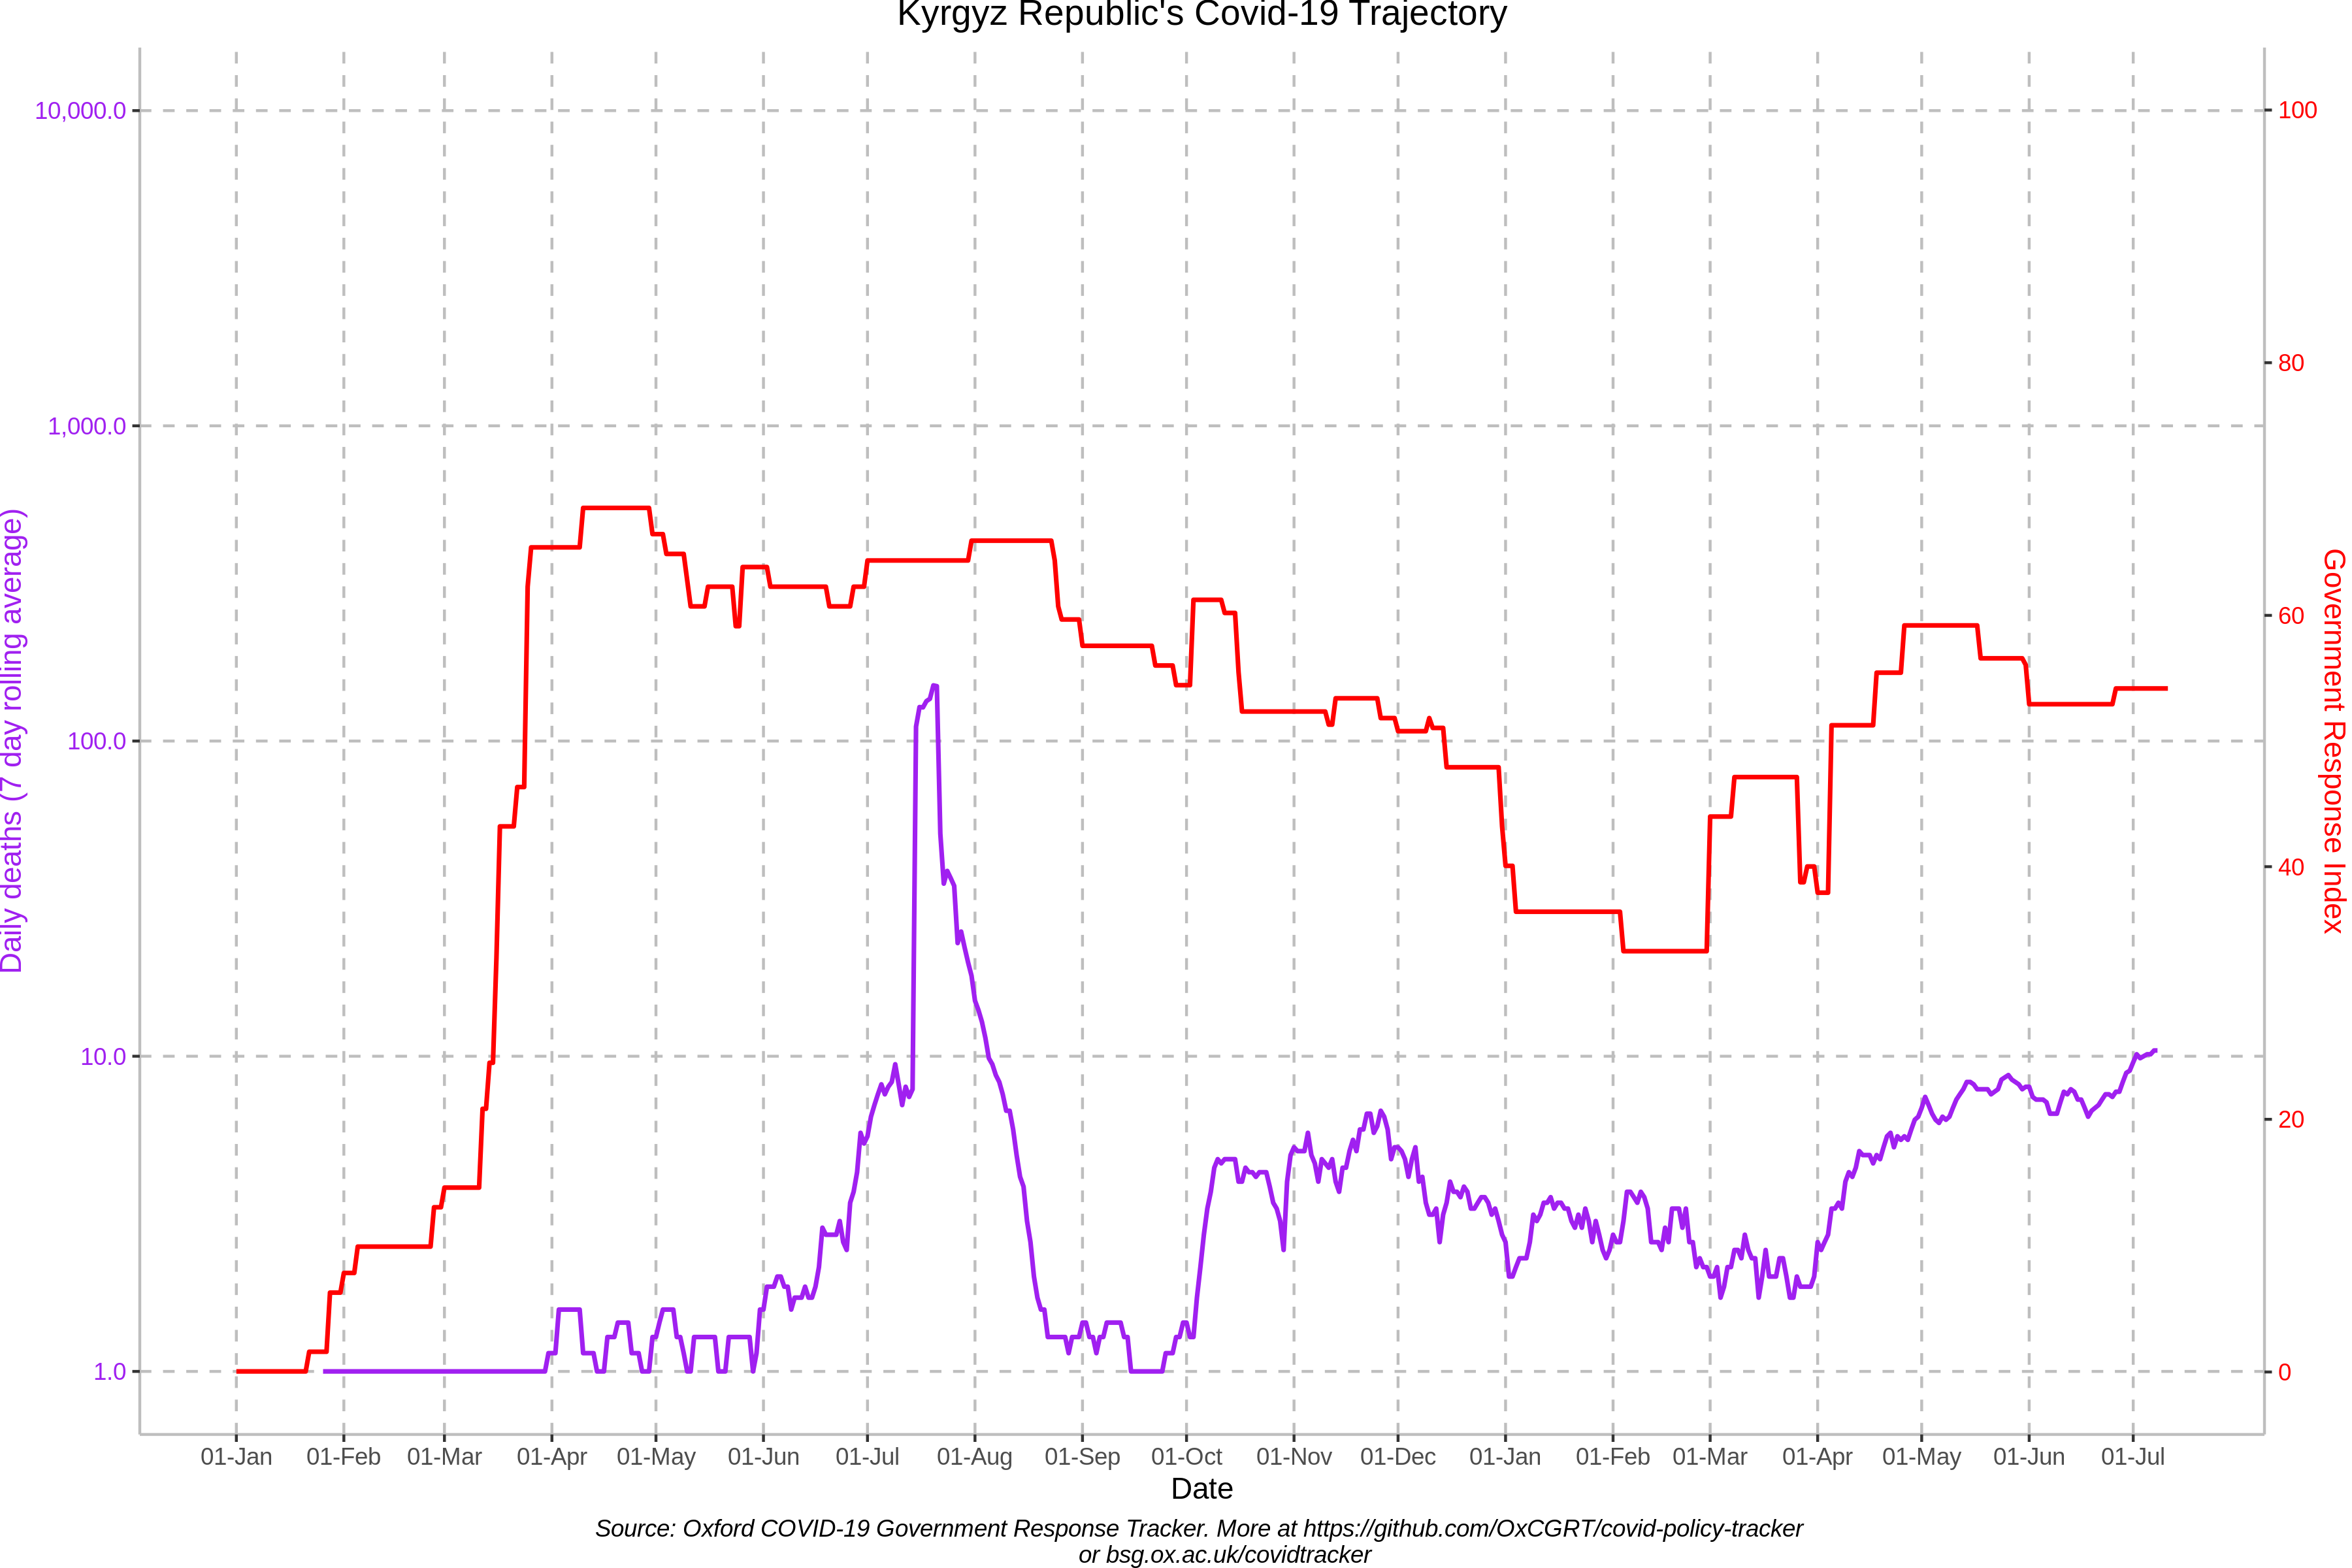 Kyrgyz Republic's Covid-19 Trajectory
10,000.0
1,000.0
100.0
10.0
1.0
Daily deaths (7 day rolling average)
100
80
60
40
20
0
Government Response Index
01-Jan 01-Feb 01-Mar 01-Apr 01-May 01-Jun 01-Jul 01-Aug 01-Sep 01-Oct 01-Nov 01-Dec 01-Jan 01-Feb 01-Mar 01-Apr 01-May 01-Jun 01-Jul
Date
Source: Oxford COVID-19 Government Response Tracker. More at https://github.com/OxCGRT/covid-policy-tracker
or bsg.ox.ac.uk/covidtracker